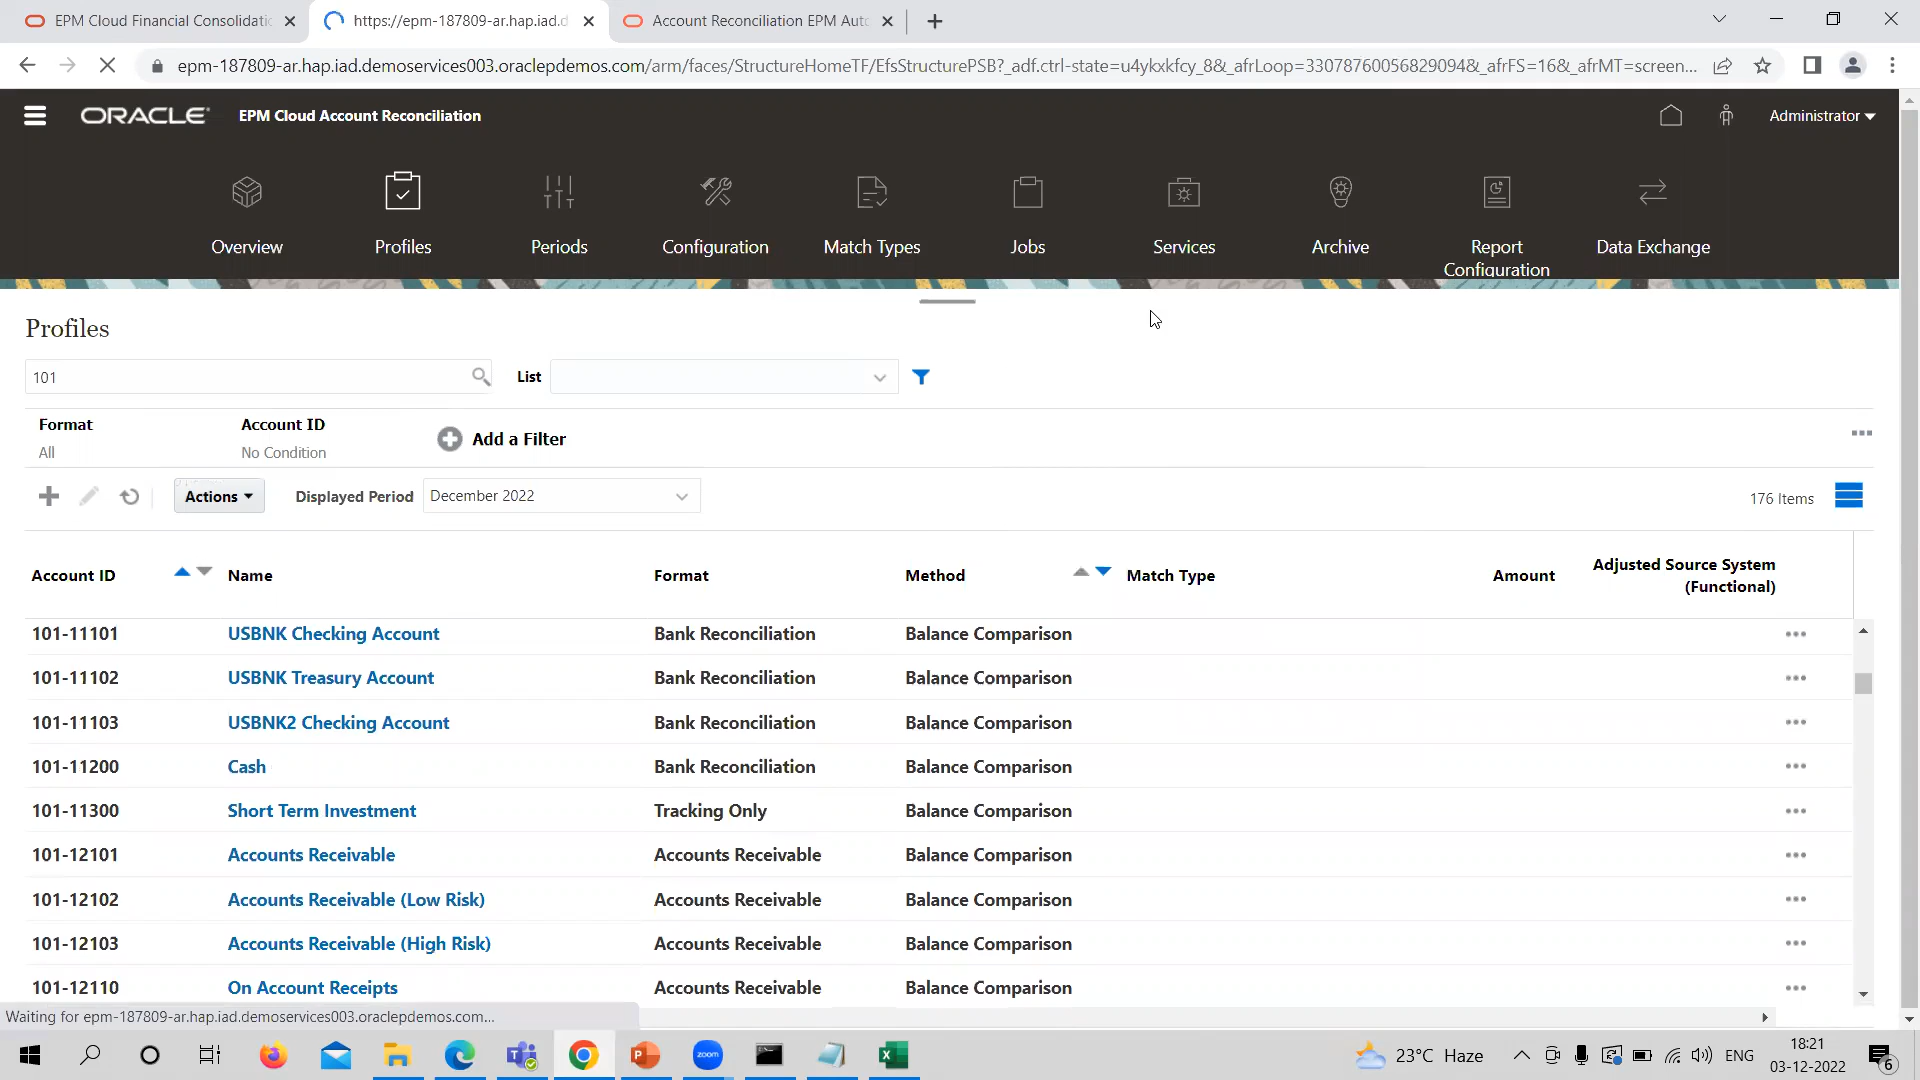 EPM Cloud Financial Consolidatio
https://epm-187809-ar.hap.iad.d
Account Reconciliation EPM Auto
epm-187809-ar.hap.iad.demoservices003.oraclepdemos.com/arm/faces/StructureHomeTF/EfsStructurePSB?_adf.ctrl-state=u4ykxkfcy_8&_afrLoop=33078760056829094&_afrFS=16&_afrMT=screen...
ORACLE EPM Cloud Account Reconciliation
Administrator
Overview
Profiles
Periods
Configuration
Match Types
Jobs
Services
Archive
Report
Configuration
Data Exchange
Profiles
101 List
Format Account ID
Add a Filter
All No Condition
Actions Displayed Period December 2022 176 Items
Account ID Name Format Method Match Type Amount Adjusted Source System
(Functional)
101-11101 USBNK Checking Account Bank Reconciliation Balance Comparison
101-11102 USBNK Treasury Account Bank Reconciliation Balance Comparison
101-11103 USBNK2 Checking Account Bank Reconciliation Balance Comparison
101-11200 Cash Bank Reconciliation Balance Comparison
101-11300 Short Term Investment Tracking Only Balance Comparison
101-12101 Accounts Receivable Accounts Receivable Balance Comparison
101-12102 Accounts Receivable (Low Risk) Accounts Receivable Balance Comparison
101-12103 Accounts Receivable (High Risk) Accounts Receivable Balance Comparison
101-12110 On Account Receipts Accounts Receivable Balance Comparison
Waiting for epm-187809-ar.hap.iad.demoservices003.oraclepdemos.com...
zoom
23°C Haze
ENG
18:21
03-12-2022
6